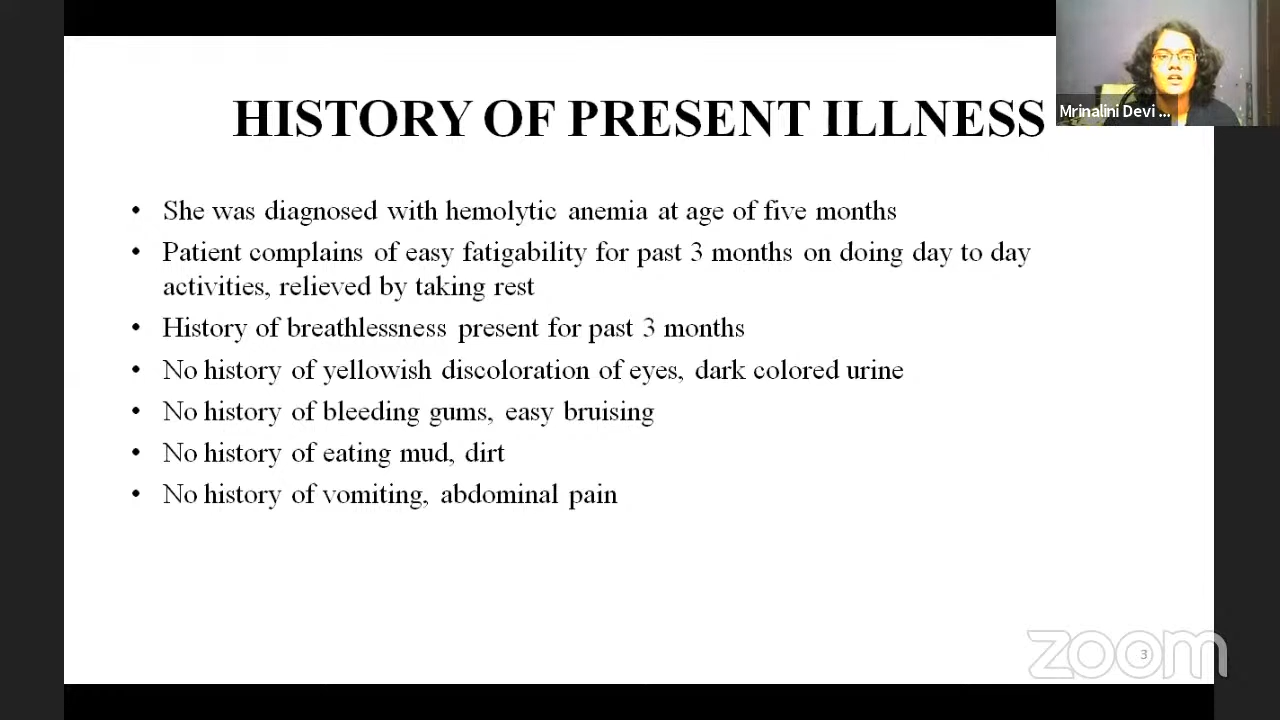 HISTORY OF PRESENT ILLNESS
Mrinalini Devi ...
• She was diagnosed with hemolytic anemia at age of five months
• Patient complains of easy fatigability for past 3 months on doing day to day
activities, relieved by taking rest
• History of breathlessness present for past 3 months
• No history of yellowish discoloration of eyes, dark colored urine
• No history of bleeding gums, easy bruising
• No history of eating mud, dirt
• No history of vomiting, abdominal pain
zoom
3